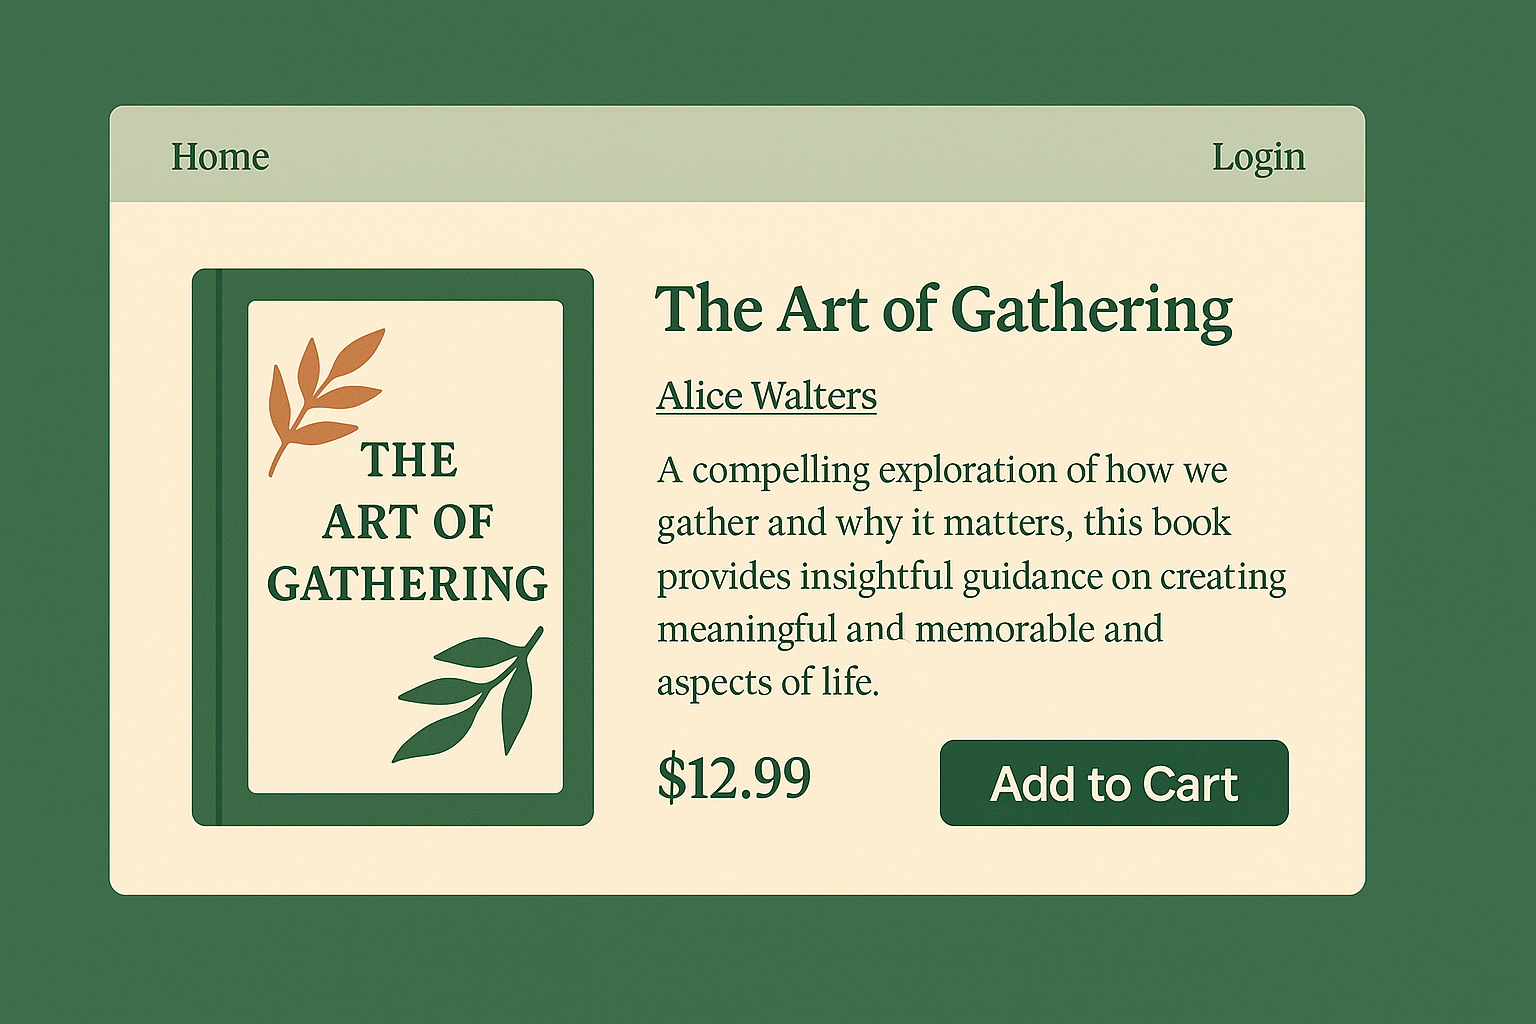 Home
Login
THE
ART OF
GATHERING
The Art of Gathering
Alice Walters
A compelling exploration of how we
gather and why it matters, this book
provides insightful guidance on creating
meaningful and memorable and
aspects of life.
$12.99
Add to Cart